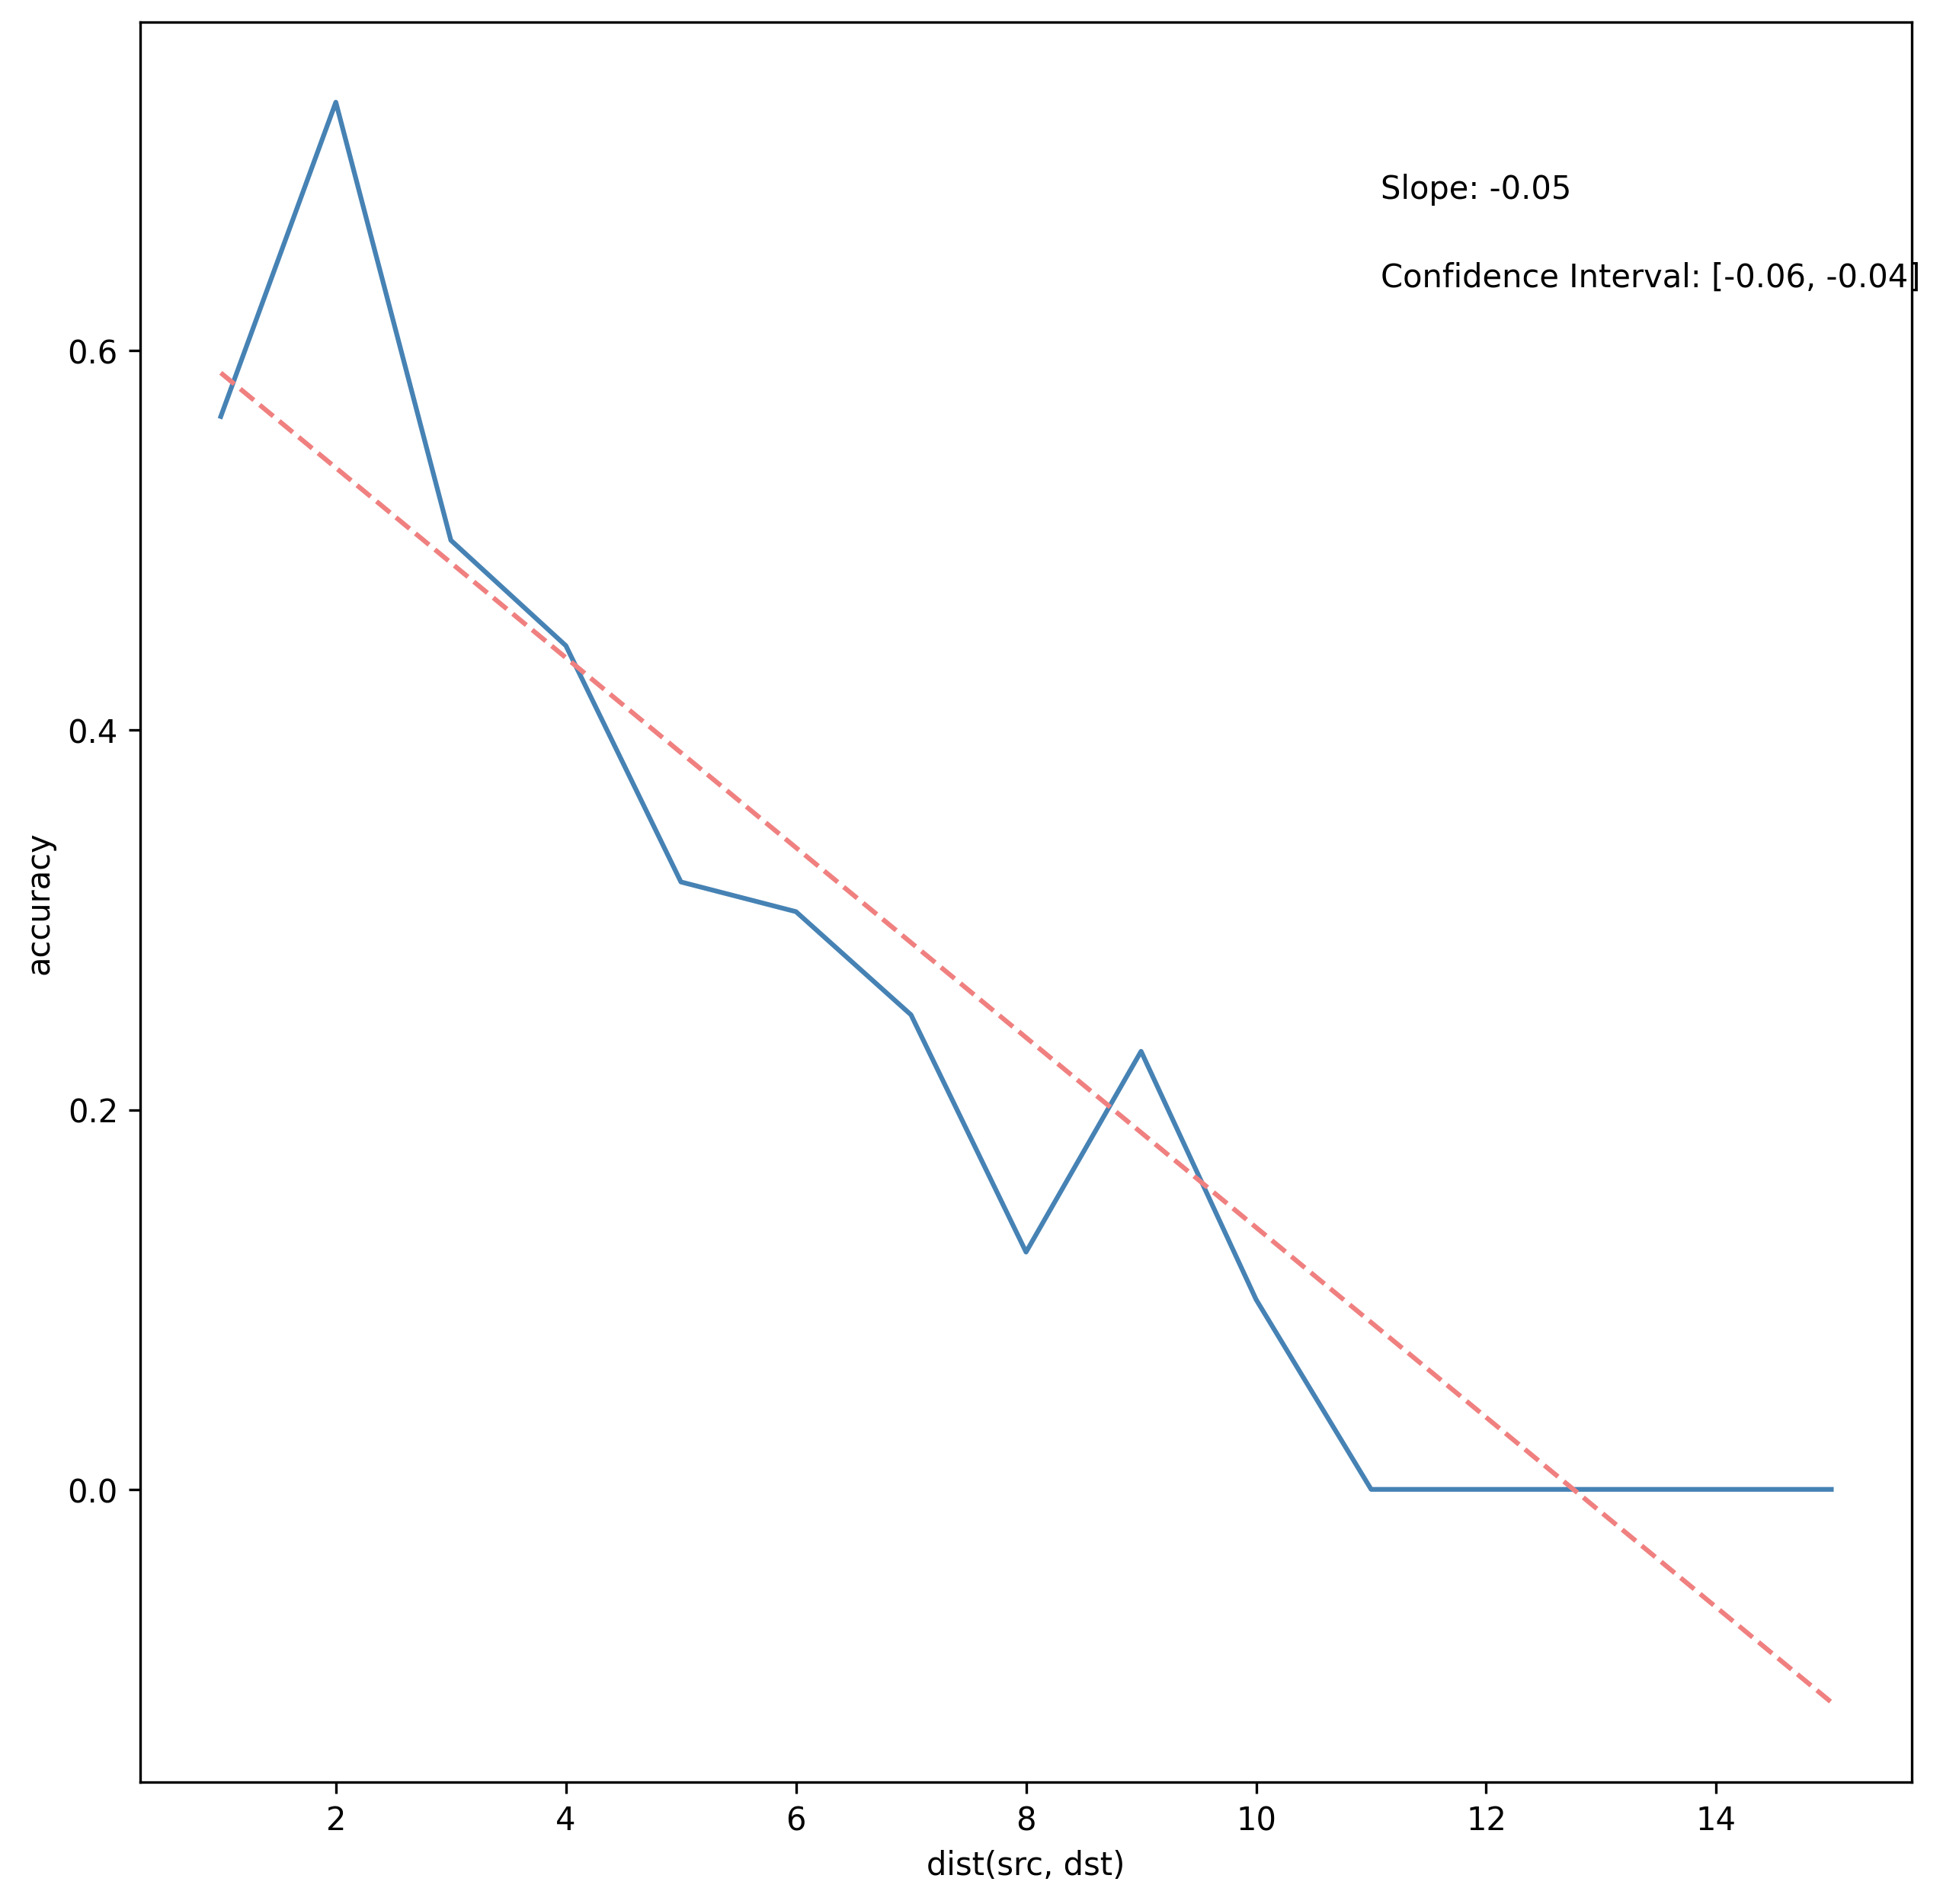 Slope: -0.05
Confidence Interval: [-0.06, -0.04]
0.6
0.4
0.2
0.0
accuracy
2 4 6 8 10 12 14
dist(src, dst)